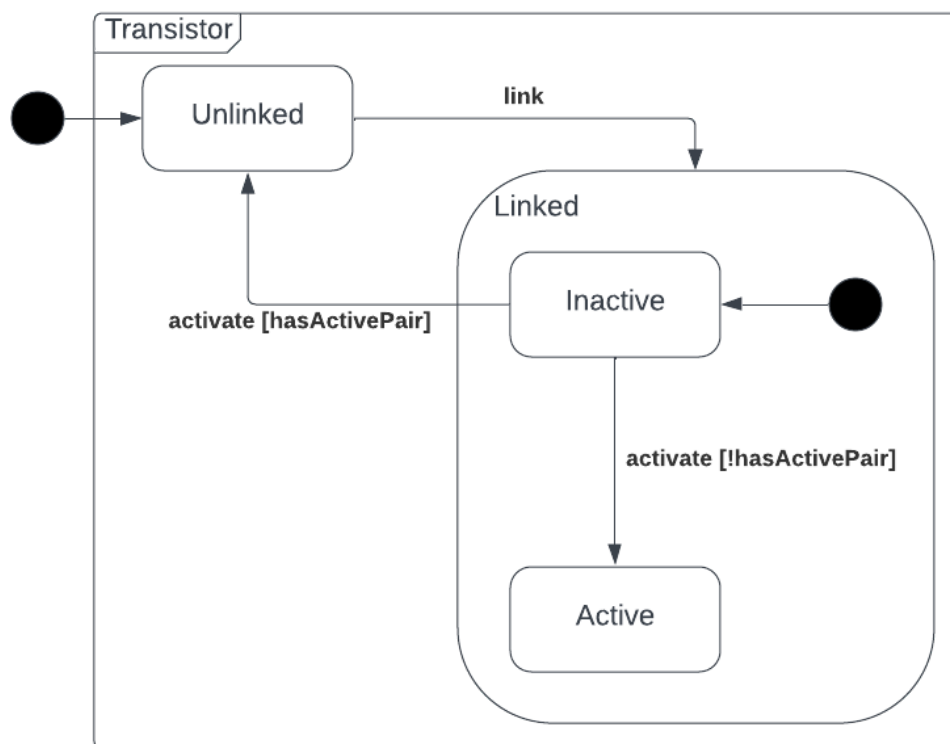 Transistor
Unlinked
link
Linked
Inactive
activate [hasActivePair]
activate [!hasActivePair]
Active